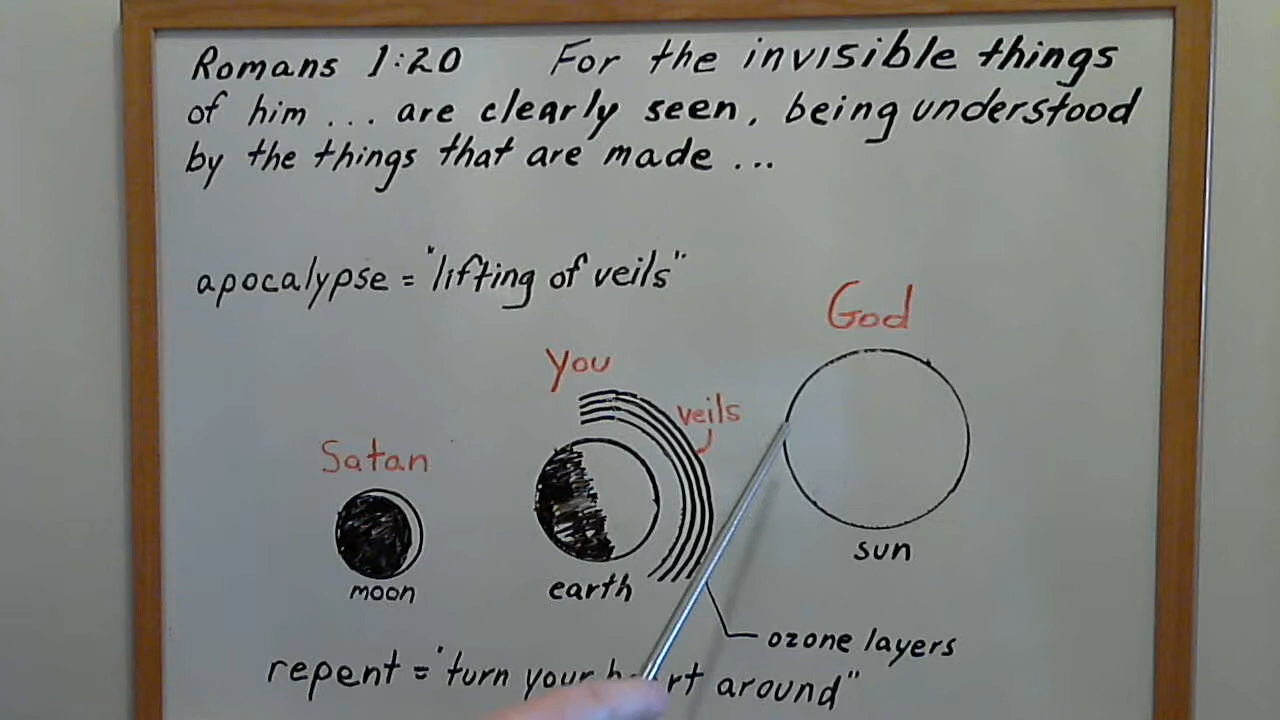 Romans 1:20 For the invisible things
of him ... are clearly seen, being understood
by the things that are made ...
apocalypse = "lifting of veils"
God
You
veils
Satan
sun
moon
earth
ozone layers
repent = "turn your around"